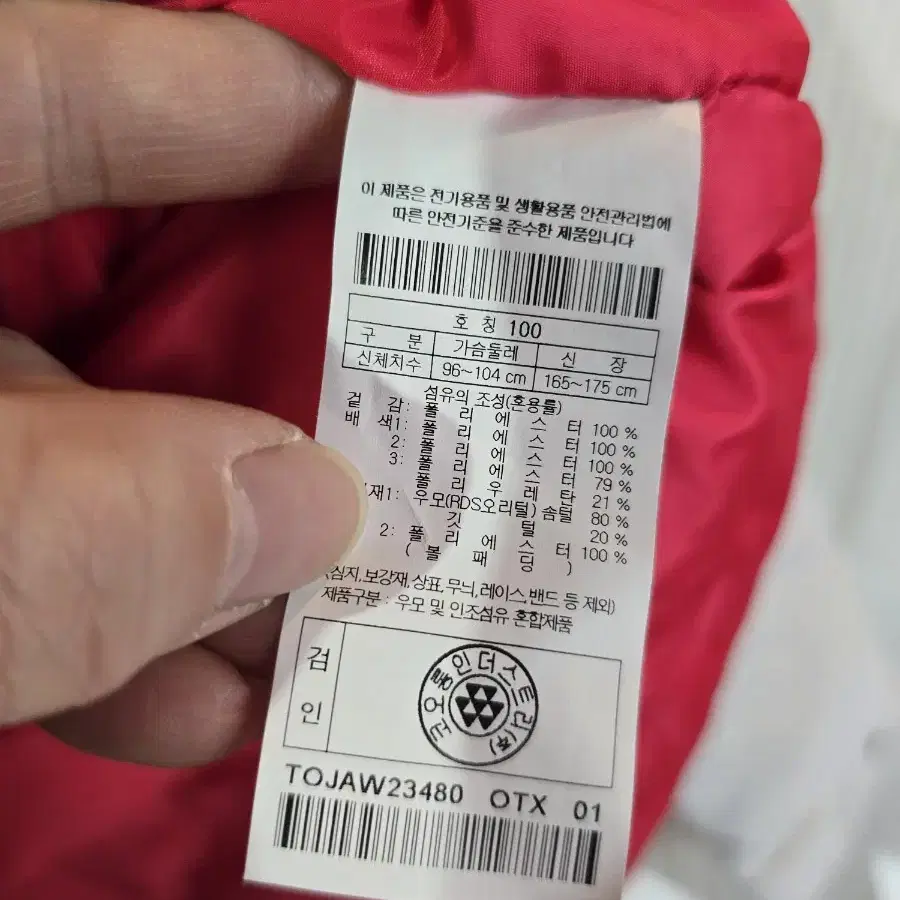 이 제품은 전기용품 및 생활용품 안전관리법에
따른 안전기준을 준수한 제품입니다
호 칭 100
구 분 가슴둘레 신 장
신체치수 96~104 cm 165~175 cm
섬유의 조성(혼용률)
겉 감: 폴 리 에 스 터 100 %
배 색1: 폴 리 에 스 터 100 %
2: 폴 리 에 스 터 100 %
3: 폴 리 에 스 터 79 %
폴 리 우 레 탄 21 %
재1: 우모(RDS오리털) 솜털 80 %
깃 털 20 %
2: 폴 리 에 스 터 100 %
( 볼 패 딩 )
(심지,보강재,상표,무늬,레이스,밴드 등 제외)
제품구분 : 우모 및 인조섬유 혼합제품
검인
코오롱인더스트리(주)
TOJAW23480 OTX 01